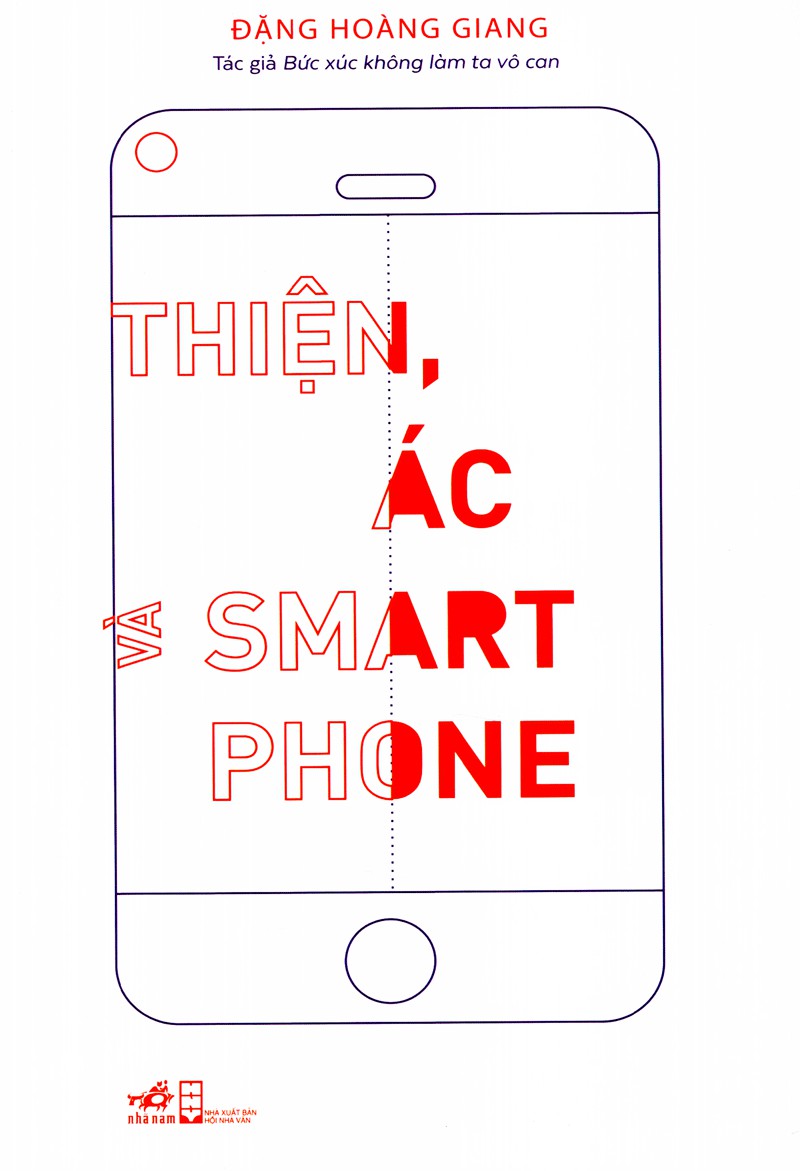 ĐẶNG HOÀNG GIANG
Tác giả Bức xúc không làm ta vô can
THIỆN,
ÁC
VÀ SMART
PHONE
nhã nam
NHÀ XUẤT BẢN
HỘI NHÀ VĂN